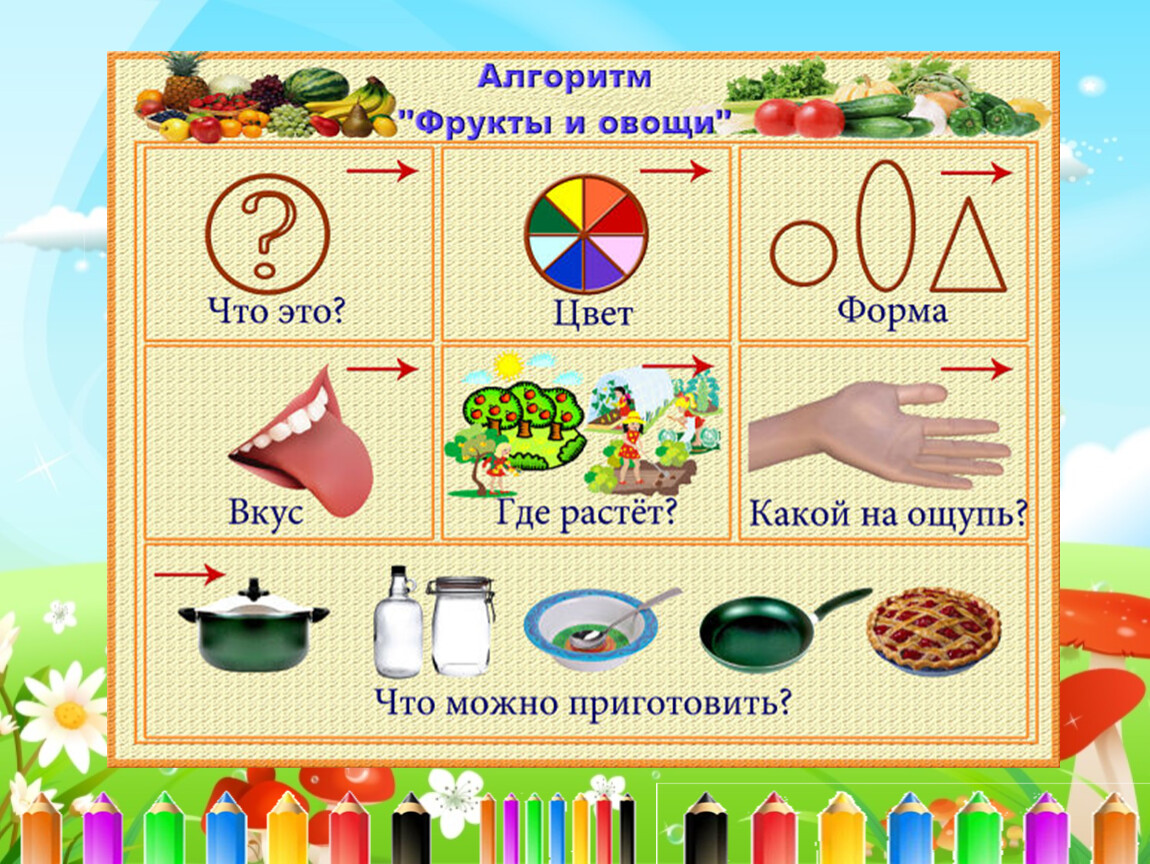 Алгоритм
"Фрукты и овощи"
?
Что это?
Цвет
Форма
Вкус
Где растёт?
Какой на ощупь?
Что можно приготовить?